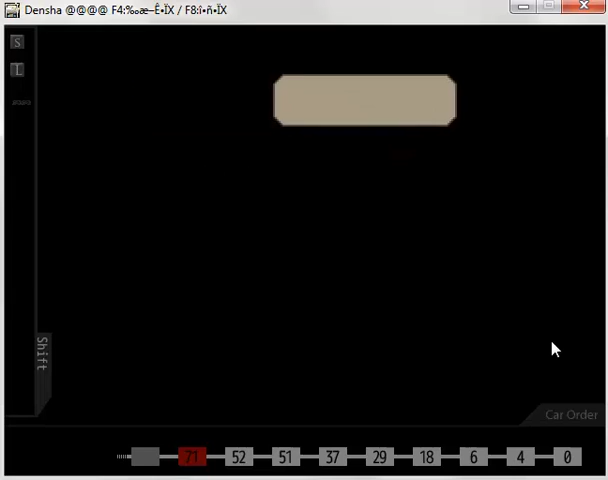 Densha @@@@ F4:‰æ–Ê•ÏX / F8:î•ñ•ÏX
S
L
Shift
Car Order
71 52 51 37 29 18 6 4 0